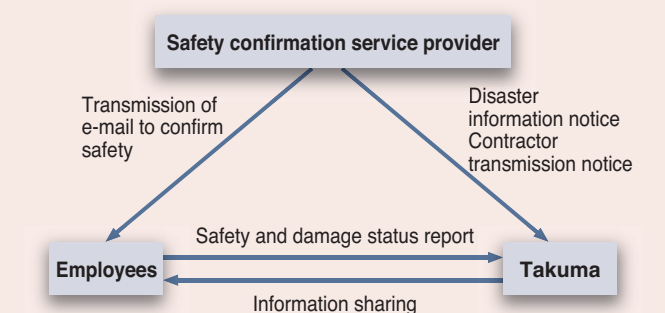 Safety confirmation service provider
Transmission of
e-mail to confirm
safety
Disaster
information notice
Contractor
transmission notice
Safety and damage status report
Employees
Takuma
Information sharing